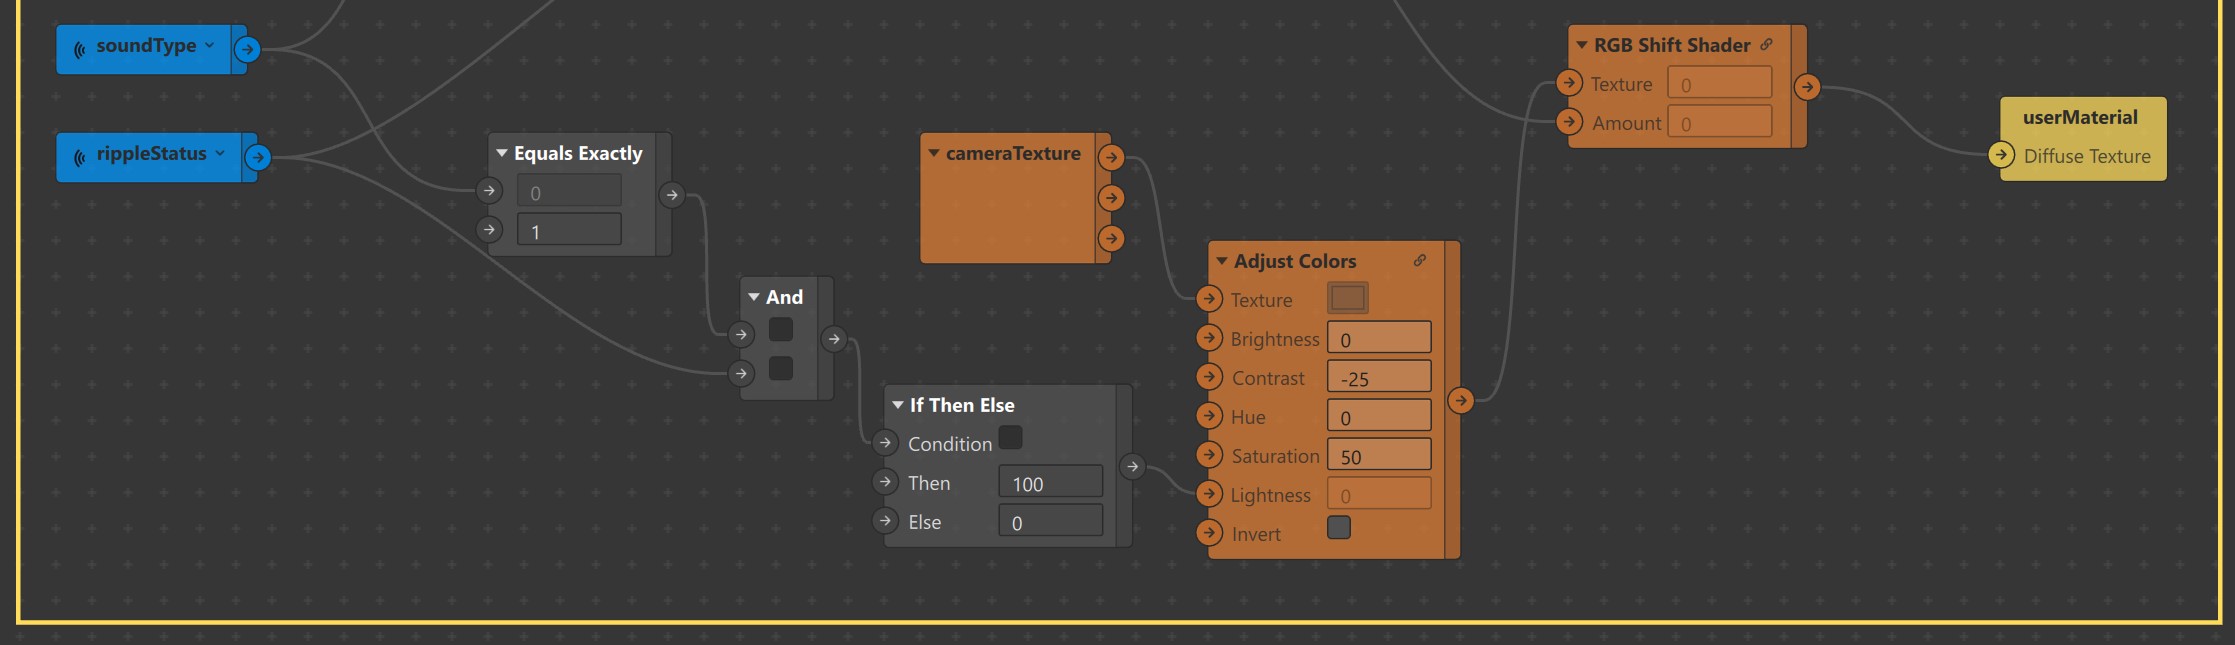 soundType
rippleStatus
Equals Exactly
0
1
And
If Then Else
Condition
Then 100
Else 0
cameraTexture
Adjust Colors
Texture
Brightness 0
Contrast -25
Hue 0
Saturation 50
Lightness 0
Invert
RGB Shift Shader
Texture 0
Amount 0
userMaterial
Diffuse Texture